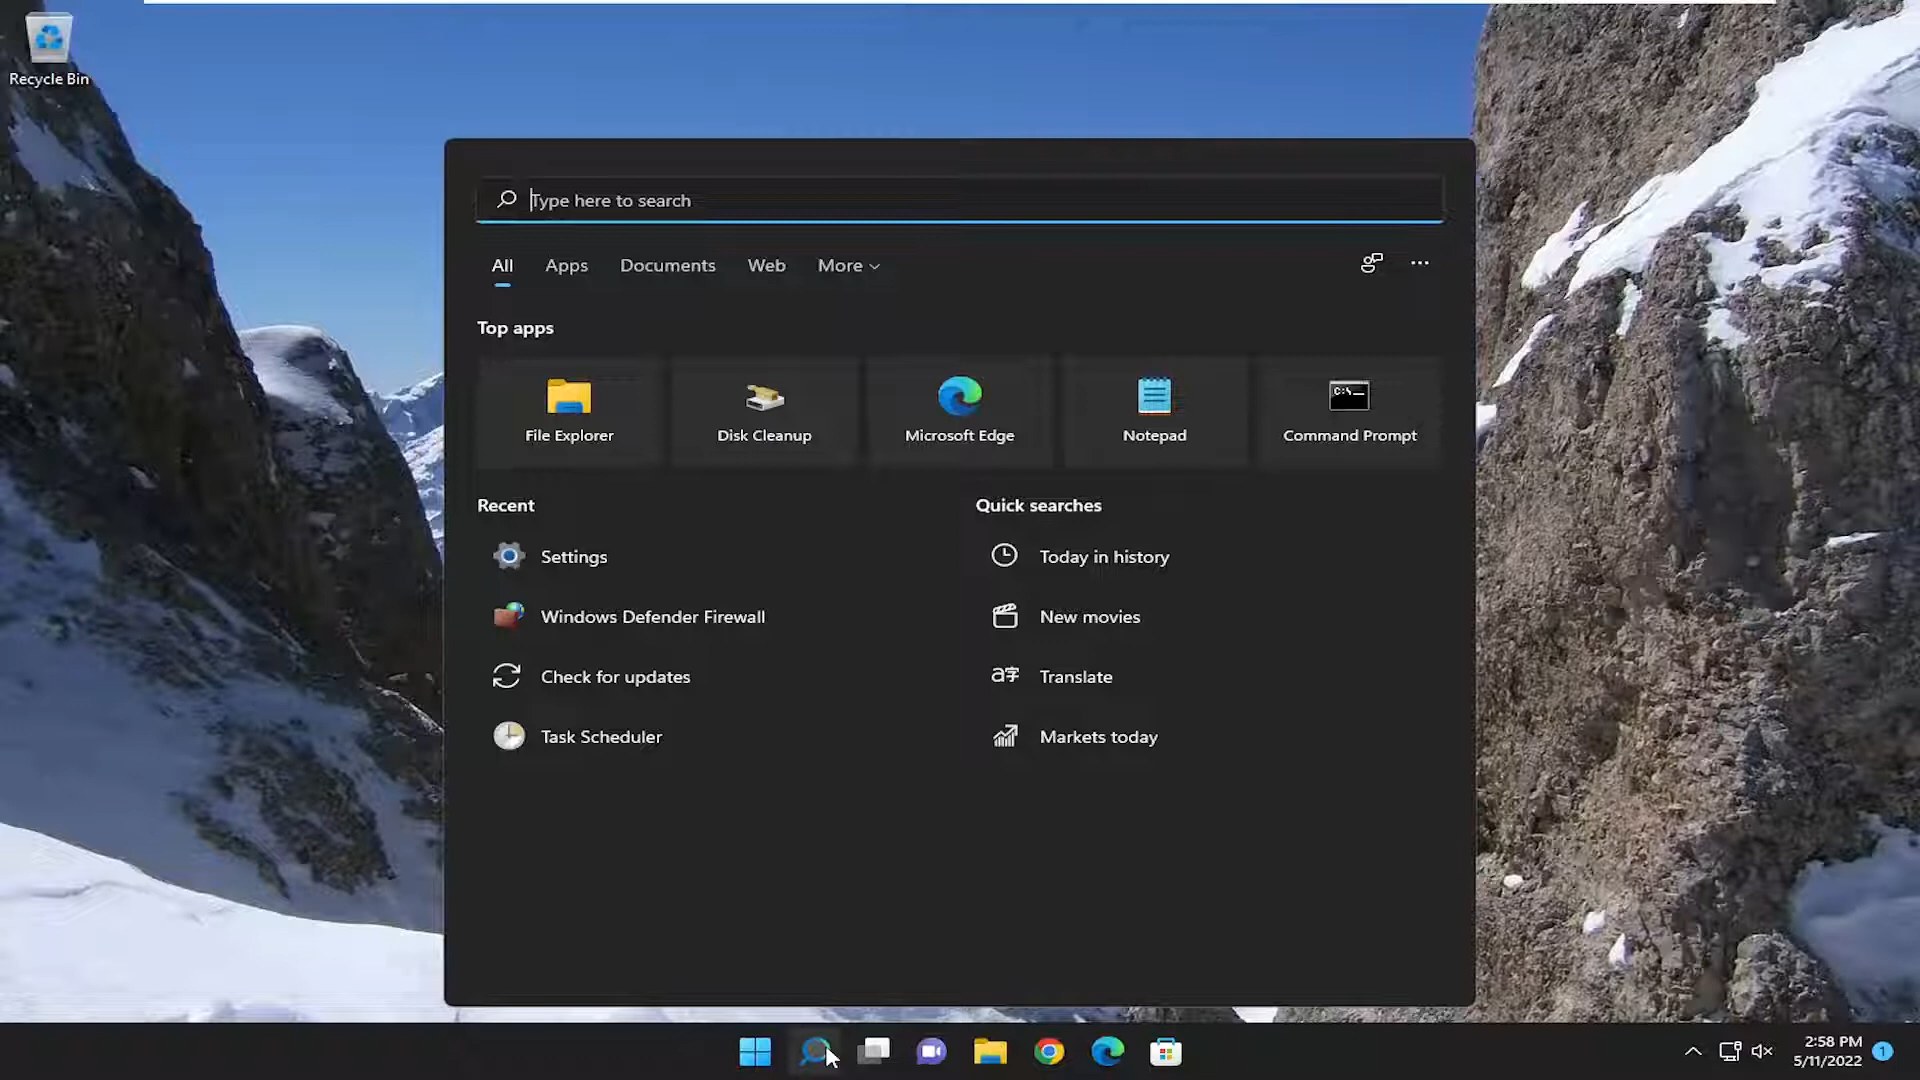 Recycle Bin
Type here to search
All Apps Documents Web More
Top apps
File Explorer Disk Cleanup Microsoft Edge Notepad Command Prompt
Recent
Settings
Windows Defender Firewall
Check for updates
Task Scheduler
Quick searches
Today in history
New movies
Translate
Markets today
2:58 PM
5/11/2022
1